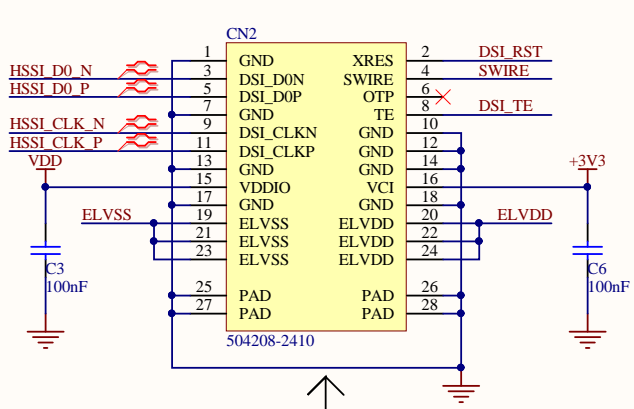 CN2
1 GND XRES 2 DSI_RST
HSSI_D0_N 3 DSI_D0N SWIRE 4 SWIRE
HSSI_D0_P 5 DSI_D0P OTP 6
7 GND TE 8 DSI_TE
HSSI_CLK_N 9 DSI_CLKN GND 10
HSSI_CLK_P 11 DSI_CLKP GND 12
VDD 13 GND GND 14 +3V3
15 VDDIO VCI 16
17 GND GND 18
ELVSS 19 ELVSS ELVDD 20 ELVDD
21 ELVSS ELVDD 22
23 ELVSS ELVDD 24
C3 C6
100nF 100nF
25 PAD PAD 26
27 PAD PAD 28
504208-2410